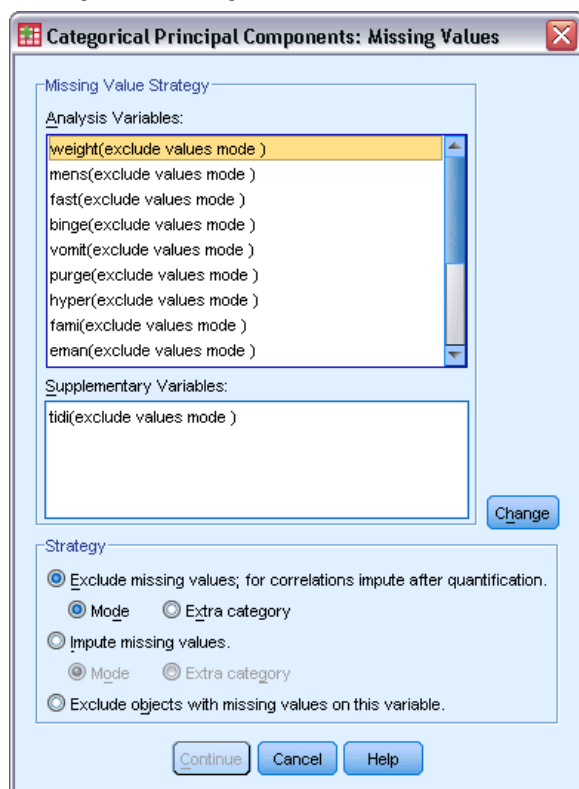 Categorical Principal Components: Missing Values
Missing Value Strategy
Analysis Variables:
weight(exclude values mode )
mens(exclude values mode )
fast(exclude values mode )
binge(exclude values mode )
vomit(exclude values mode )
purge(exclude values mode )
hyper(exclude values mode )
fami(exclude values mode )
eman(exclude values mode )
Supplementary Variables:
tidi(exclude values mode )
Change
Strategy
Exclude missing values; for correlations impute after quantification.
Mode Extra category
Impute missing values.
Mode Extra category
Exclude objects with missing values on this variable.
Continue Cancel Help